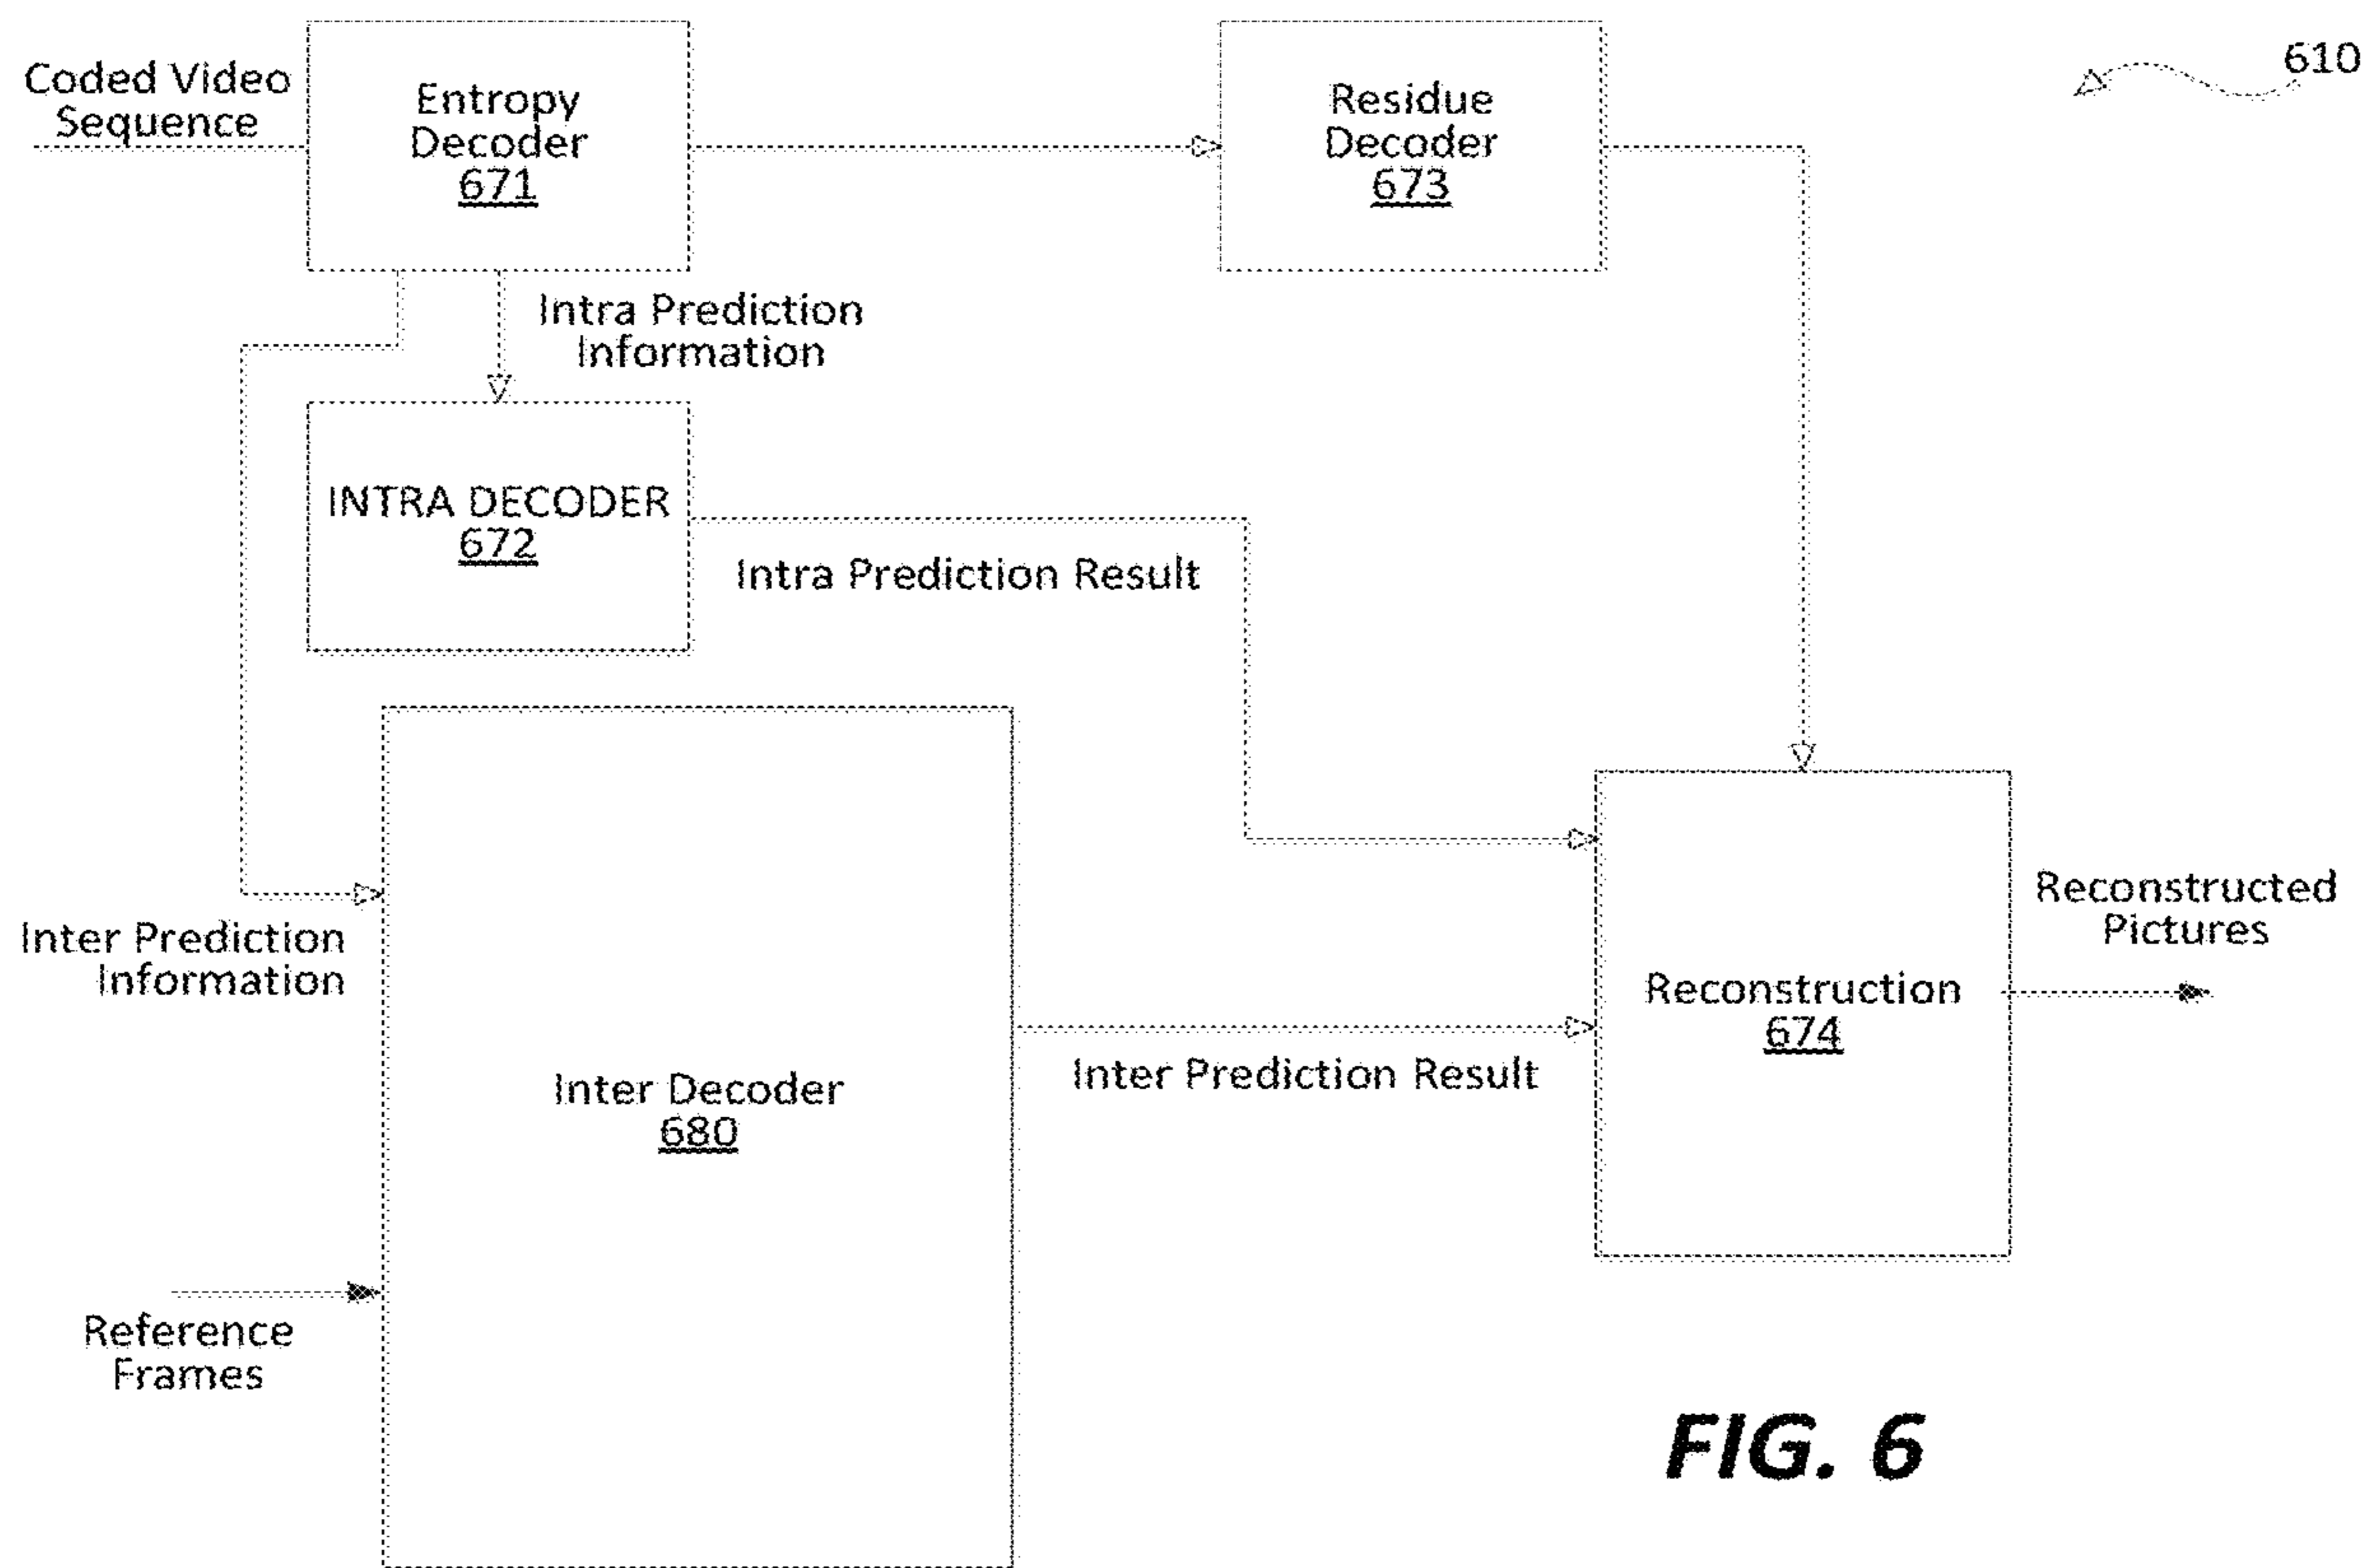 610
Coded Video
Sequence
Entropy
Decoder
671
Residue
Decoder
673
Intra Prediction
Information
INTRA DECODER
672
Intra Prediction Result
Inter Prediction
Information
Inter Decoder
680
Inter Prediction Result
Reference
Frames
Reconstruction
674
Reconstructed
Pictures
FIG. 6